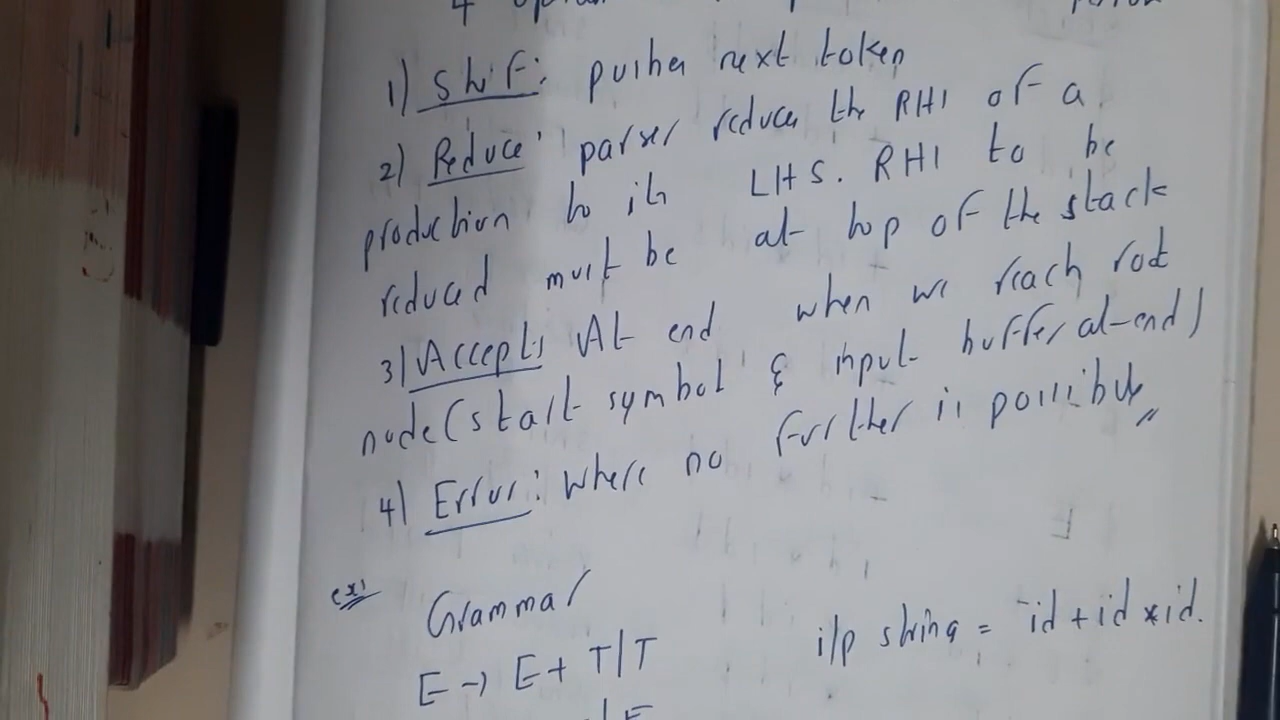 1) Shif: pushes next token
2) Reduce: parser reduces the RHS of a
production to its LHS. RHS to be
reduced must be at top of the stack
3) Accept: At end when we reach root
node (start symbol & input buffer at end)
4) Error: where no further is possible
ex: Grammar
E → E + T/T i/p string = id + id * id.